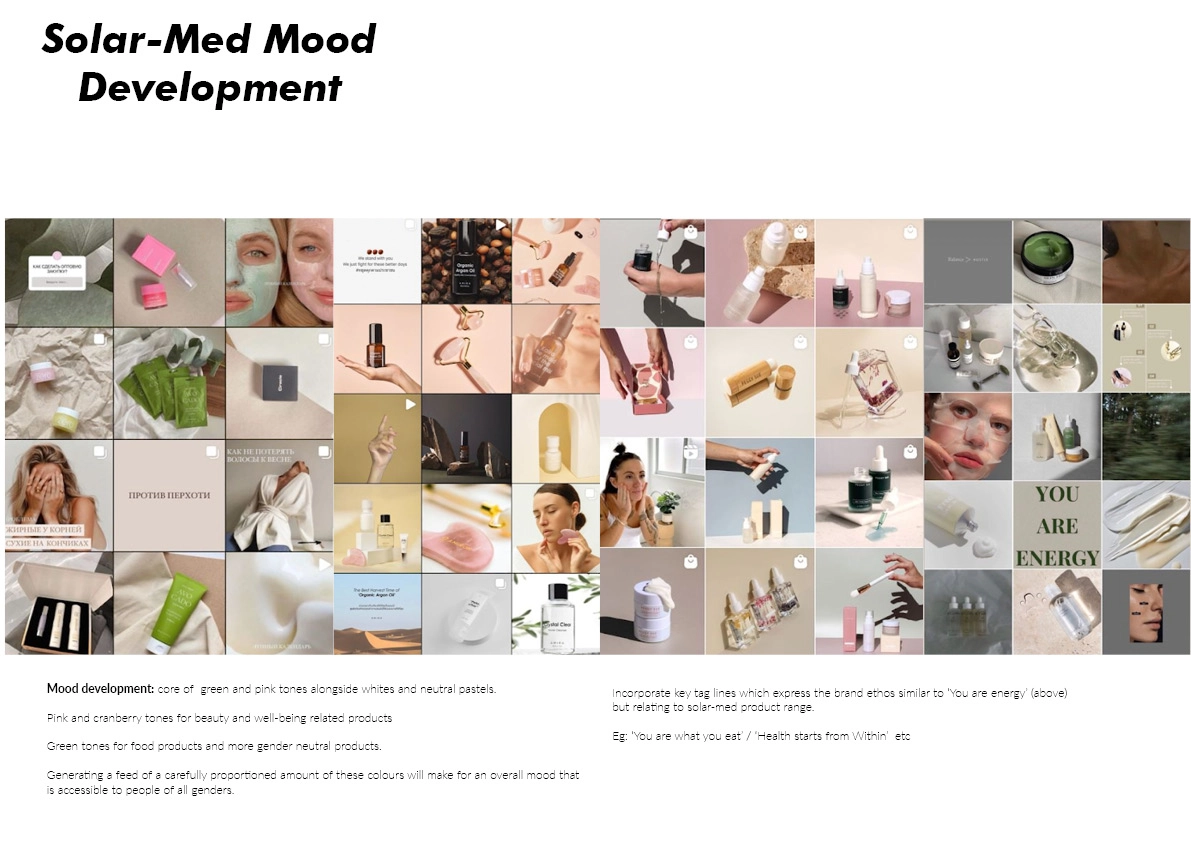 Solar-Med Mood
Development
КАК СДЕЛАТЬ ОПТОВУЮ
ЗАКУПКУ?
We stand with you
We just fight for these better days
Organic
Argan Oil
ПРОТИВ ПЕРХОТИ
КАК НЕ ПОТЕРЯТЬ
ВОЛОСЫ К ВЕСНЕ
ЖИРНЫЕ У КОРНЕЙ
СУХИЕ НА КОНЧИКАХ
AVO
CADO
The Best Harvest Time of
Organic Argan Oil
stal Clea
YOU
ARE
ENERGY
Mood development: core of  green and pink tones alongside whites and neutral pastels.
Pink and cranberry tones for beauty and well-being related products
Green tones for food products and more gender neutral products.
Generating a feed of a carefully proportioned amount of these colours will make for an overall mood that
is accessible to people of all genders.
Incorporate key tag lines which express the brand ethos similar to 'You are energy' (above)
but relating to solar-med product range.
Eg: 'You are what you eat' / 'Health starts from Within'  etc